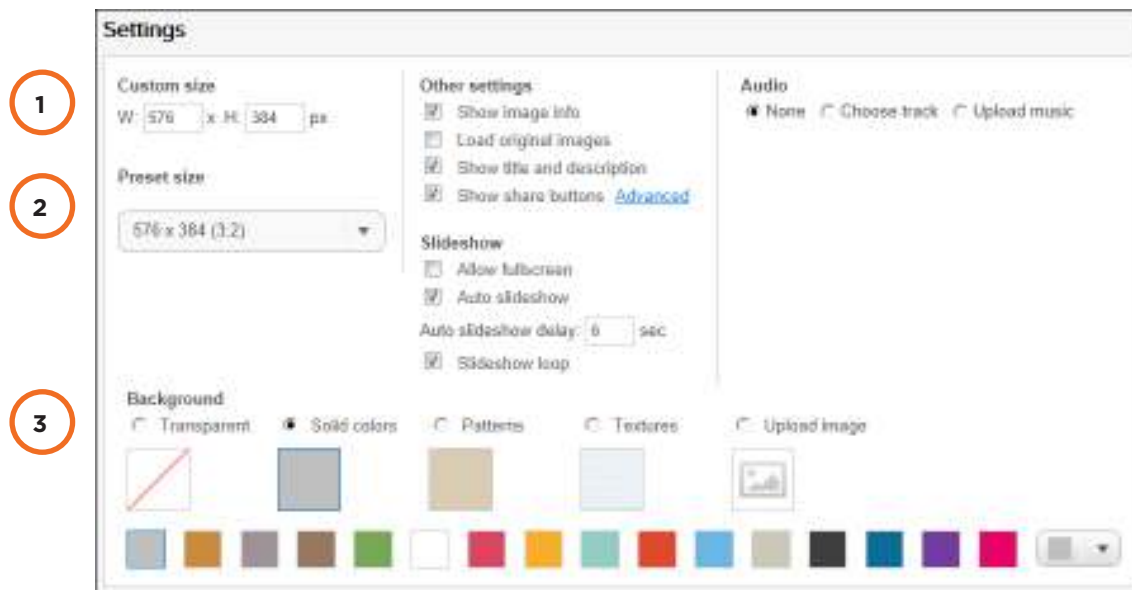 Settings
1
Custom size
W: 576 x H: 384 px
2
Preset size
576 x 384 (3:2)
Other settings
Show image info
Load original images
Show title and description
Show share buttons Advanced
Slideshow
Allow fullscreen
Auto slideshow
Auto slideshow delay: 6 sec
Slideshow loop
Audio
None Choose track Upload music
3
Background
Transparent Solid colors Patterns Textures Upload image